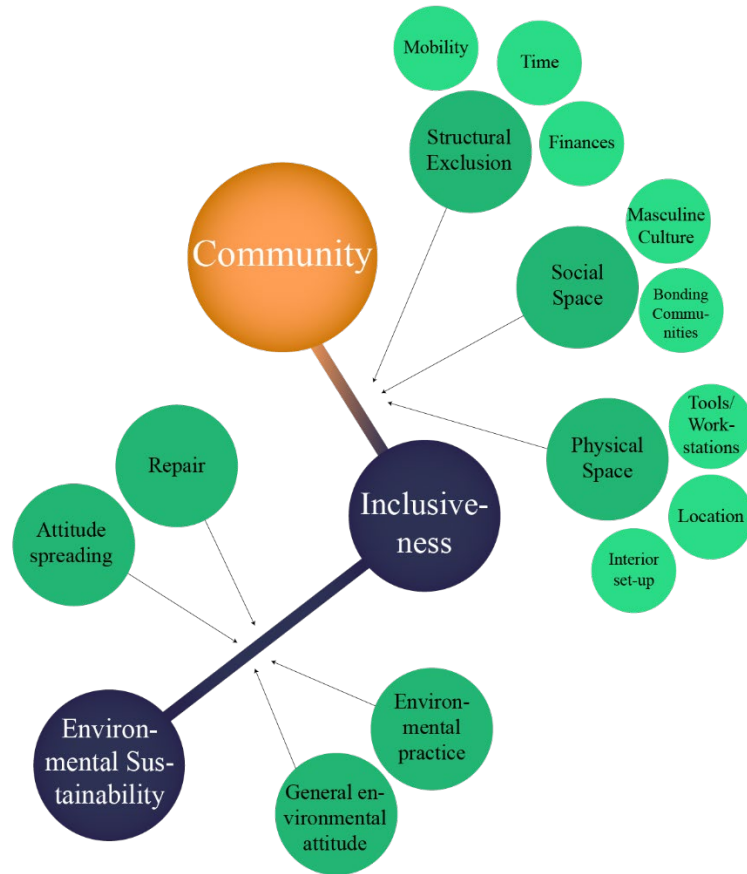 Mobility
Time
Structural
Exclusion
Finances
Masculine
Culture
Community
Social
Space
Bonding
Commu-
nities
Tools/
Work-
stations
Physical
Space
Repair
Inclusive-
ness
Location
Attitude
spreading
Interior
set-up
Environ-
mental
practice
Environ-
mental Sus-
tainability
General en-
vironmental
attitude